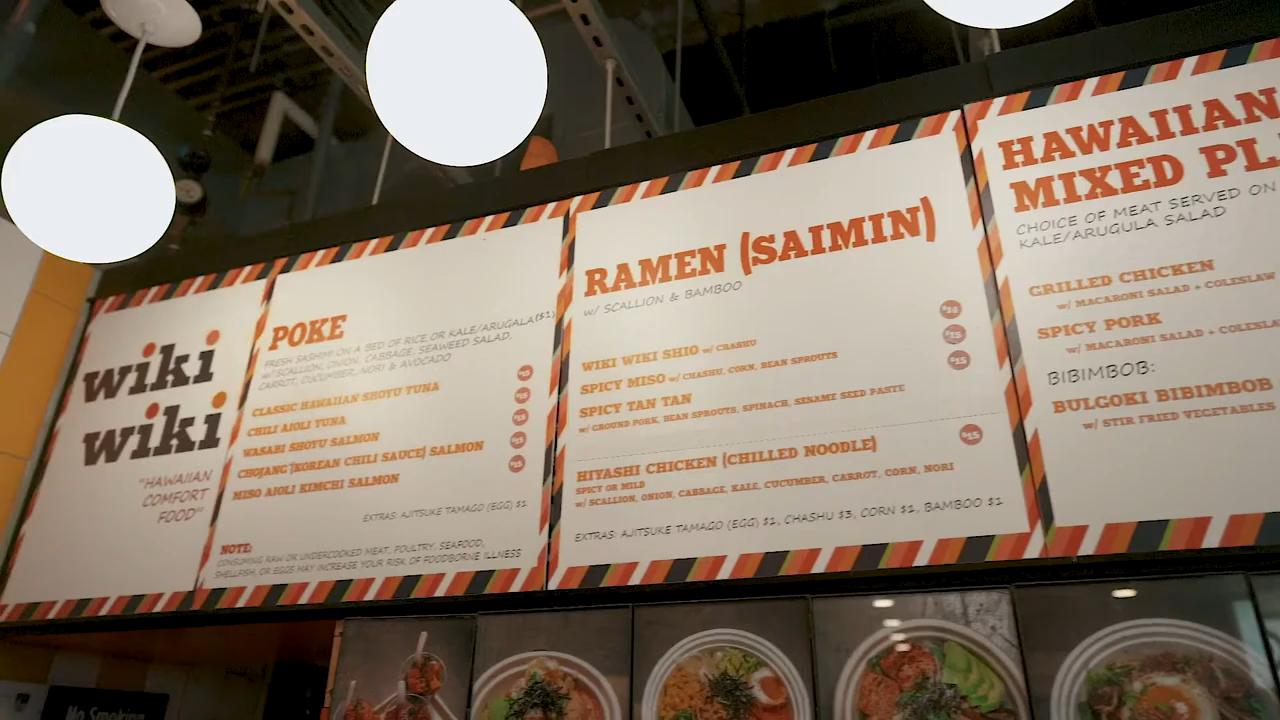 wiki
wiki
"HAWAIIAN
COMFORT
FOOD"
POKE
FRESH SASHIMI ON A BED OF RICE OR KALE/ARUGALA($1)
w/ SCALLION, ONION, CABBAGE, SEAWEED SALAD,
CARROT, CUCUMBER, NORI & AVOCADO
CLASSIC HAWAIIAN SHOYU TUNA $15
CHILI AIOLI TUNA $15
WASABI SHOYU SALMON $15
CHOJANG (KOREAN CHILI SAUCE) SALMON $15
MISO AIOLI KIMCHI SALMON $15
EXTRAS: AJITSUKE TAMAGO (EGG) $1
NOTE:
CONSUMING RAW OR UNDERCOOKED MEAT, POULTRY, SEAFOOD,
SHELLFISH, OR EGGS MAY INCREASE YOUR RISK OF FOODBORNE ILLNESS
RAMEN (SAIMIN)
w/ SCALLION & BAMBOO
WIKI WIKI SHIO w/ CHASHU
SPICY MISO w/ CHASHU, CORN, BEAN SPROUTS $15
SPICY TAN TAN $15
w/ GROUND PORK, BEAN SPROUTS, SPINACH, SESAME SEED PASTE
HIYASHI CHICKEN (CHILLED NOODLE) $15
SPICY OR MILD
w/ SCALLION, ONION, CABBAGE, KALE, CUCUMBER, CARROT, CORN, NORI
EXTRAS: AJITSUKE TAMAGO (EGG) $1, CHASHU $3, CORN $1, BAMBOO $1
HAWAIIAN
MIXED PL
CHOICE OF MEAT SERVED ON
KALE/ARUGULA SALAD
GRILLED CHICKEN
w/ MACARONI SALAD + COLESLAW
SPICY PORK
w/ MACARONI SALAD + COLESLA
BIBIMBOB:
BULGOKI BIBIMBOB
w/ STIR FRIED VEGETABLES
No Smoking